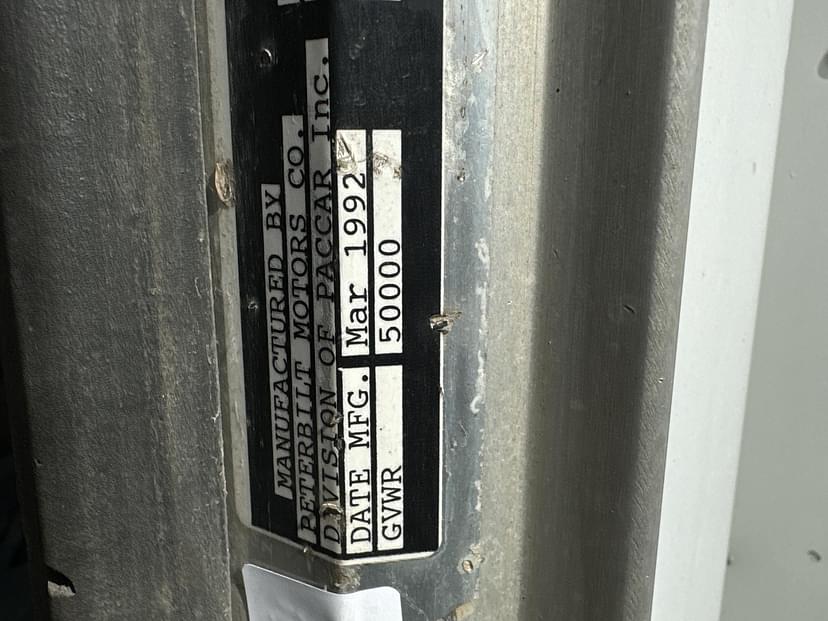 MANUFACTURED BY
PETERBILT MOTORS CO.
DIVISION OF PACCAR Inc.
DATE MFG. Mar 1992
GVWR 50000